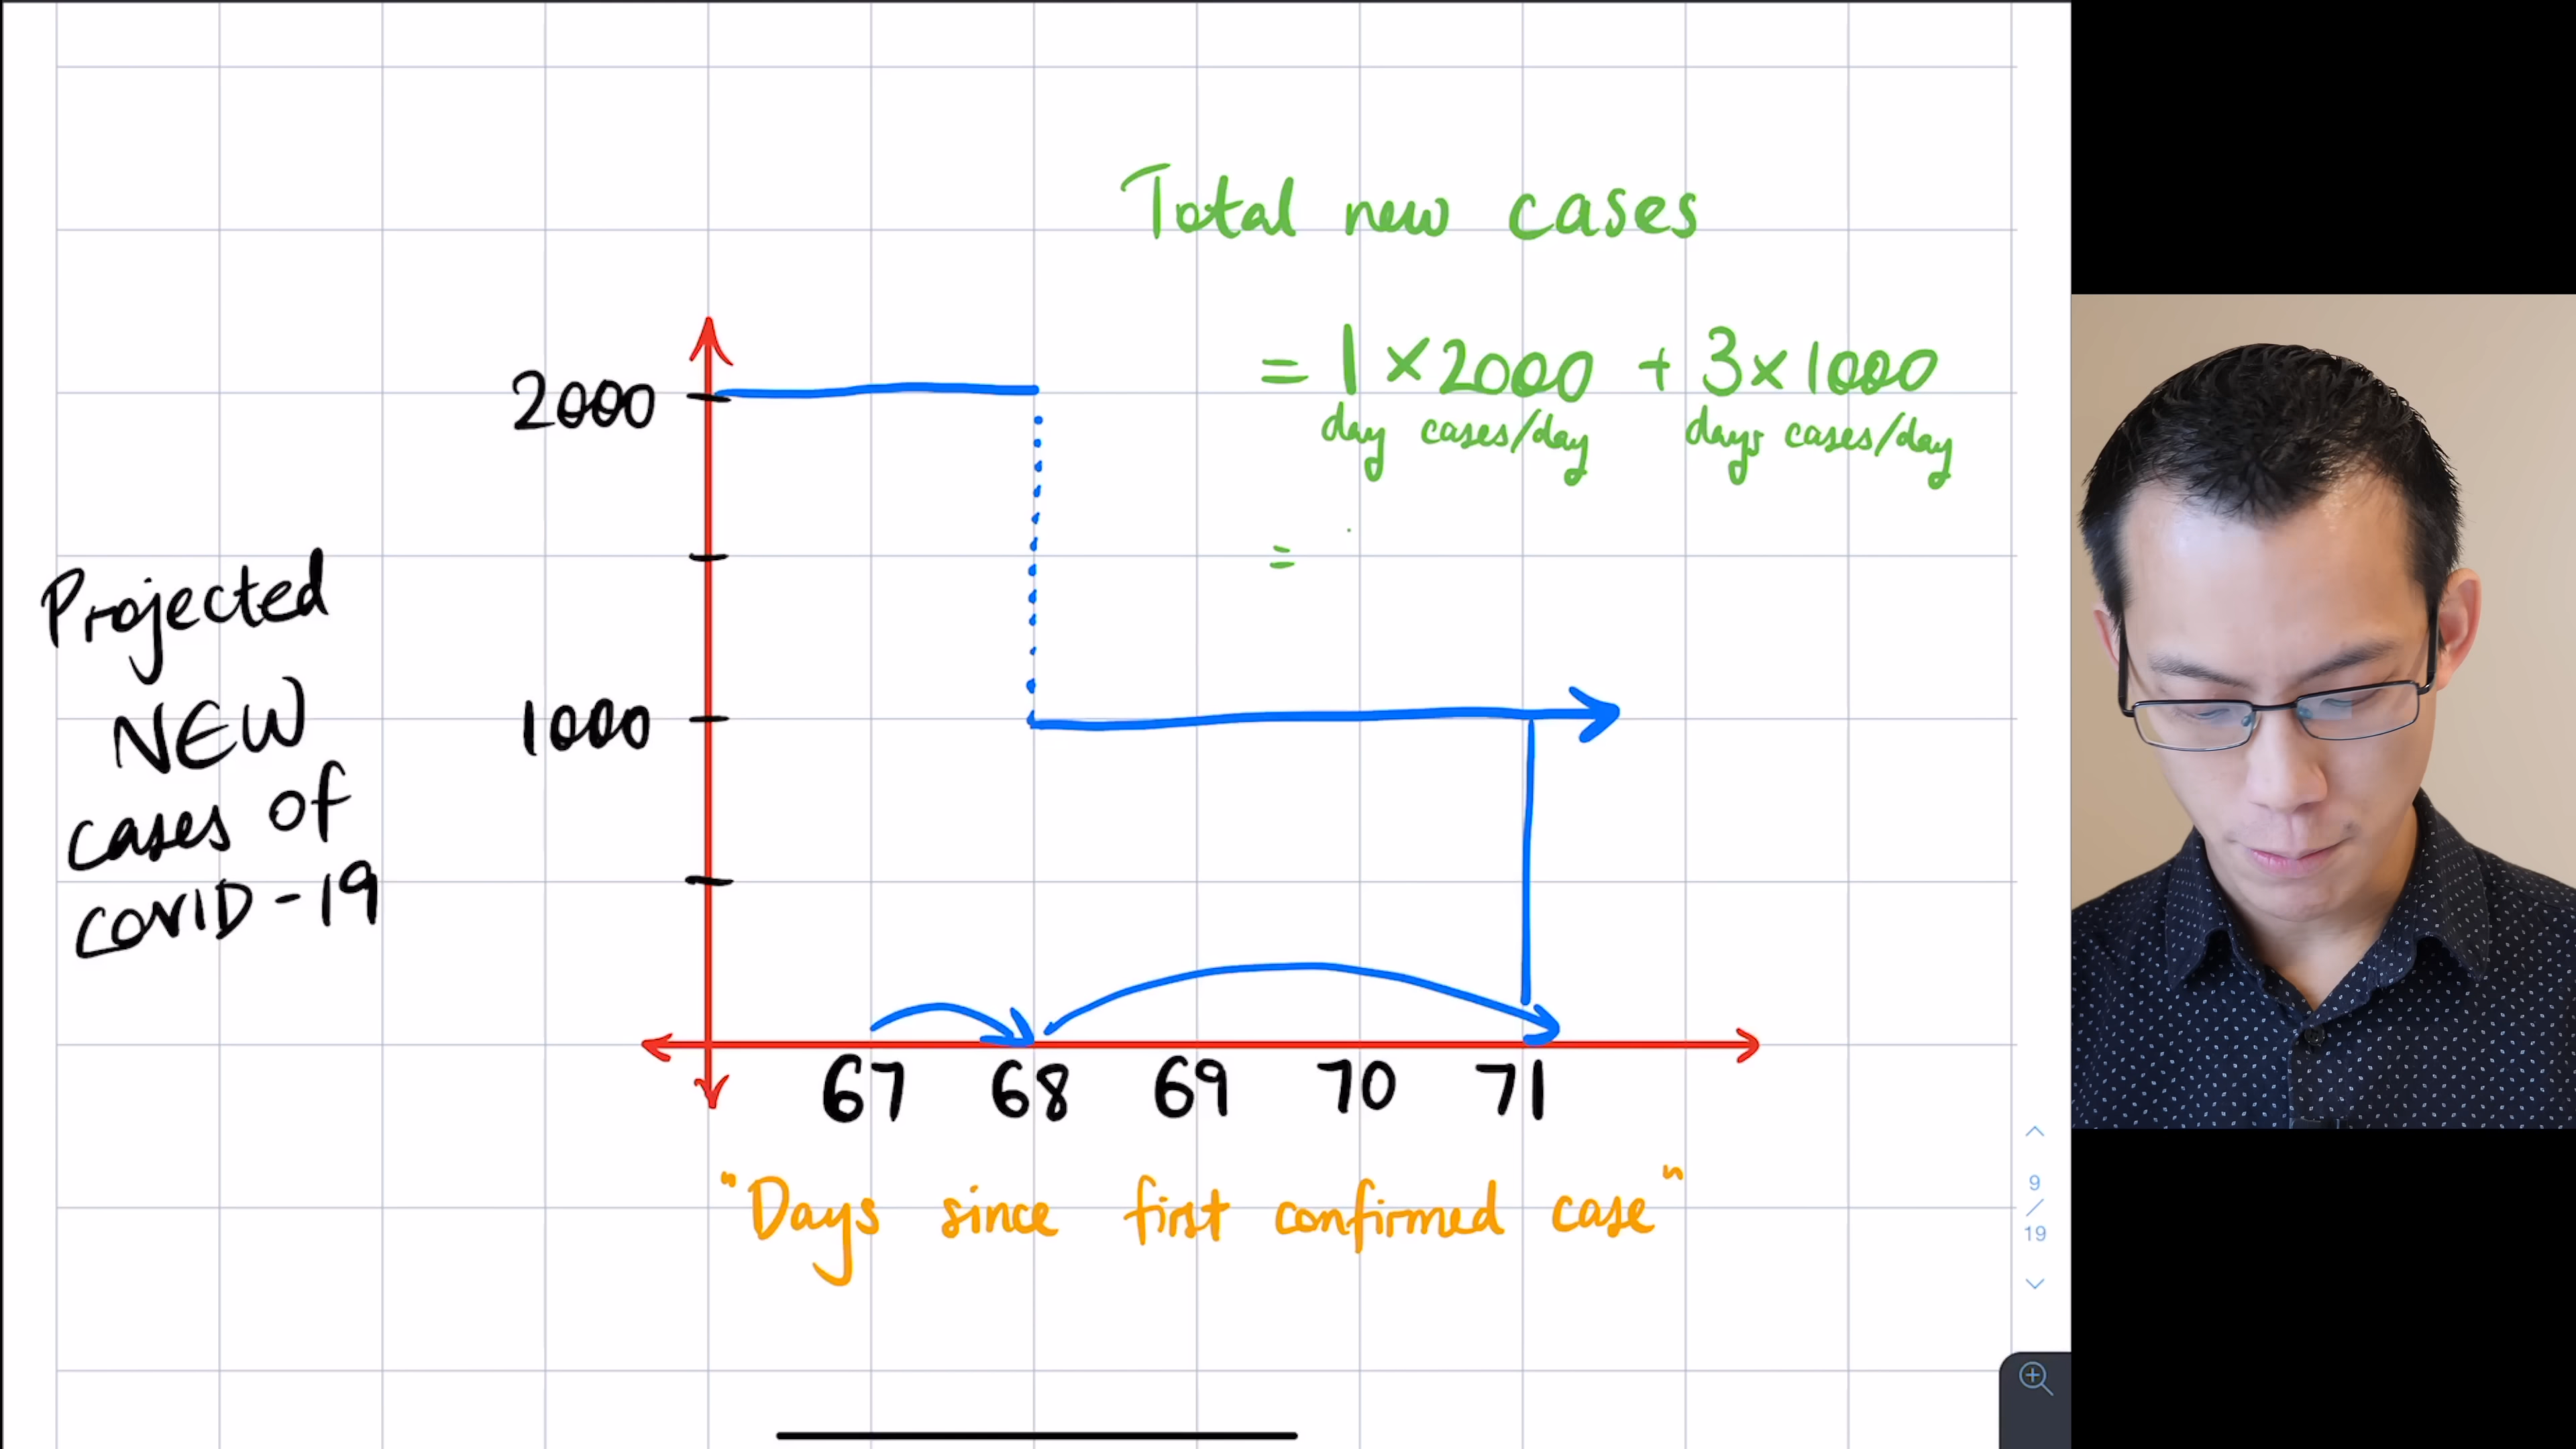 Total new cases
= 1 × 2000 + 3 × 1000
day cases/day days cases/day
=
2000
1000
Projected
NEW
cases of
COVID-19
67 68 69 70 71
"Days since first confirmed case"
9
/
19